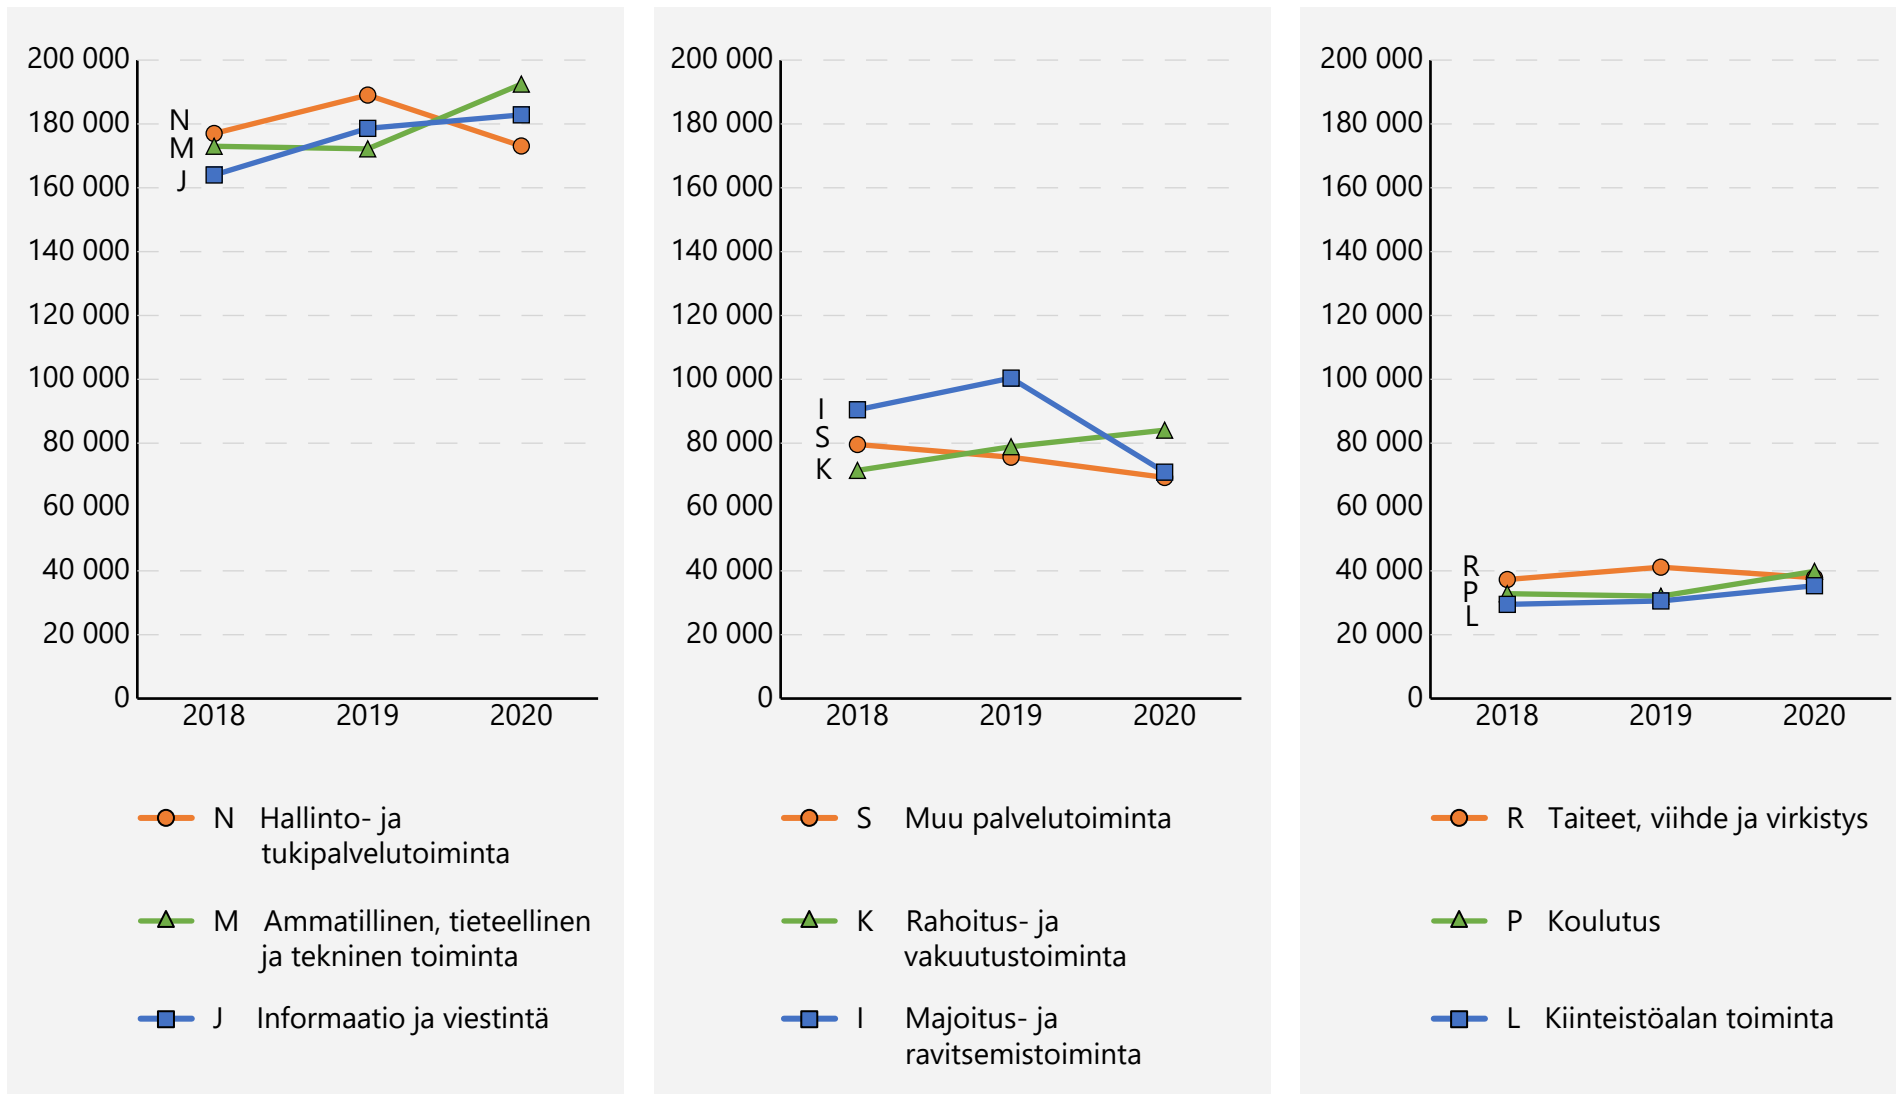 200 000
180 000
160 000
140 000
120 000
100 000
80 000
60 000
40 000
20 000
0
N
M
J
2018 2019 2020
N Hallinto- ja
tukipalvelutoiminta
M Ammatillinen, tieteellinen
ja tekninen toiminta
J Informaatio ja viestintä
200 000
180 000
160 000
140 000
120 000
100 000
80 000
60 000
40 000
20 000
0
I
S
K
2018 2019 2020
S Muu palvelutoiminta
K Rahoitus- ja
vakuutustoiminta
I Majoitus- ja
ravitsemistoiminta
200 000
180 000
160 000
140 000
120 000
100 000
80 000
60 000
40 000
20 000
0
R
P
L
2018 2019 2020
R Taiteet, viihde ja virkistys
P Koulutus
L Kiinteistöalan toiminta